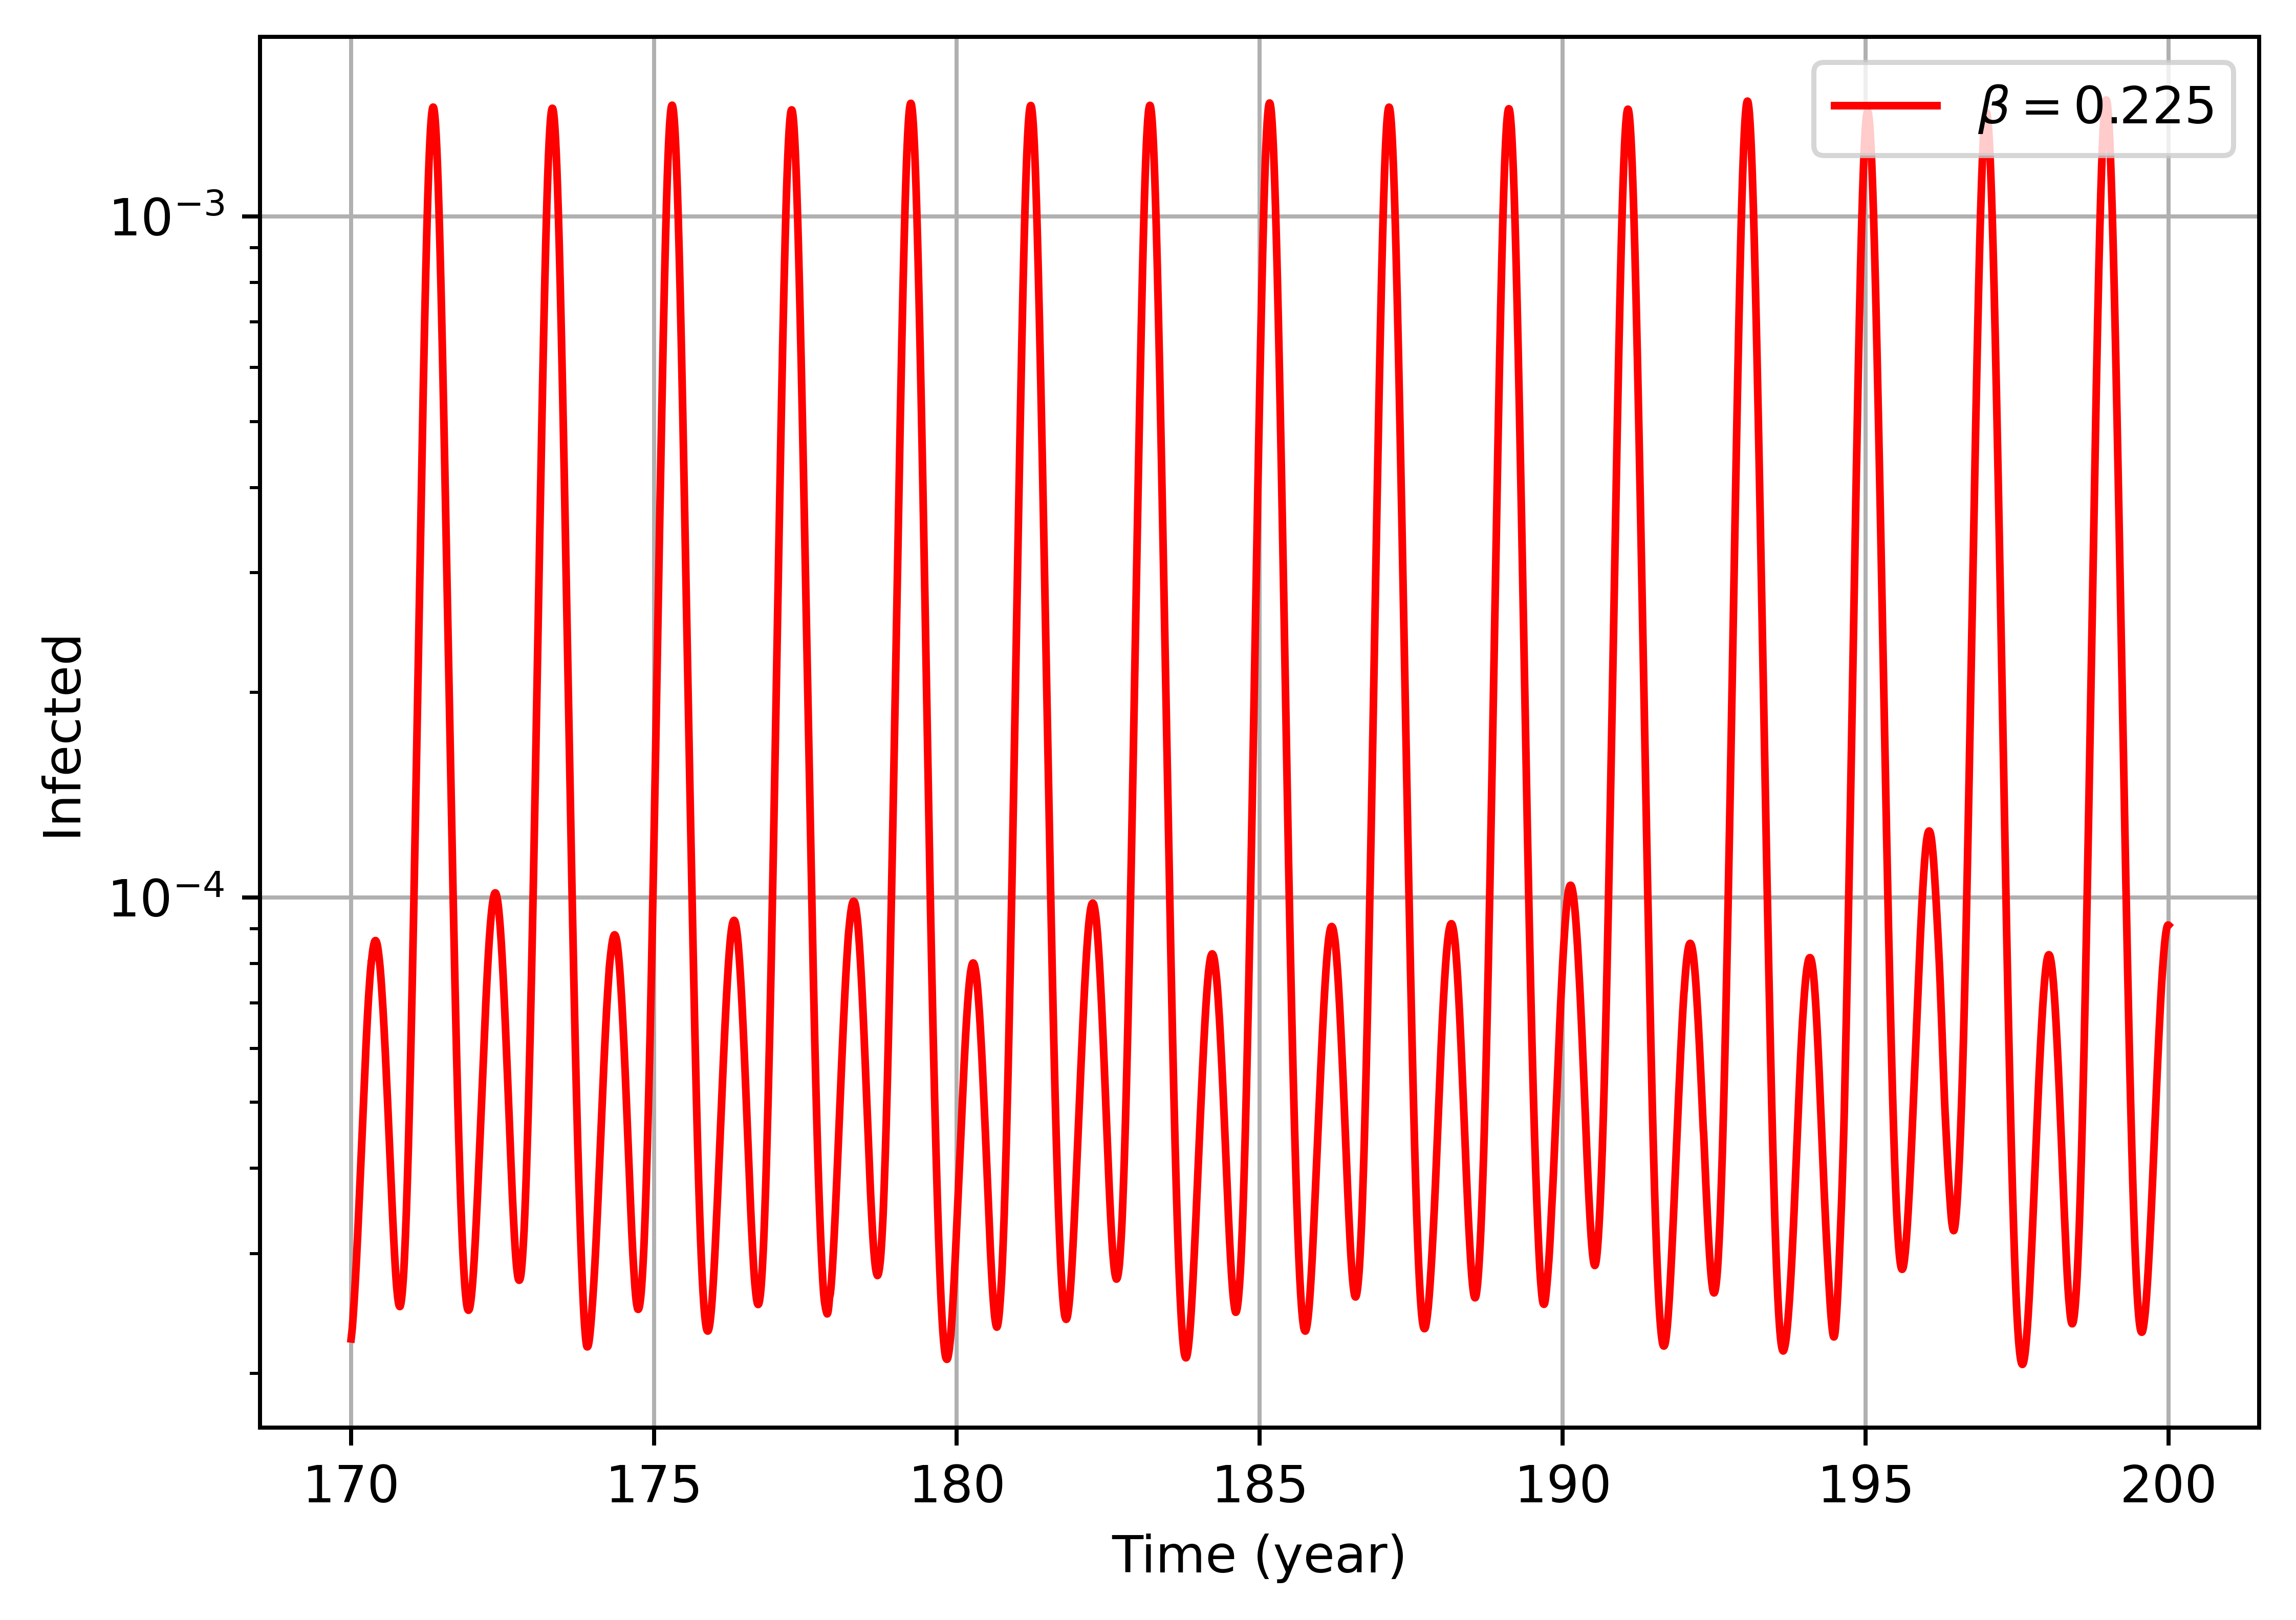 β = 0.225
10⁻³
10⁻⁴
Infected
170 175 180 185 190 195 200
Time (year)